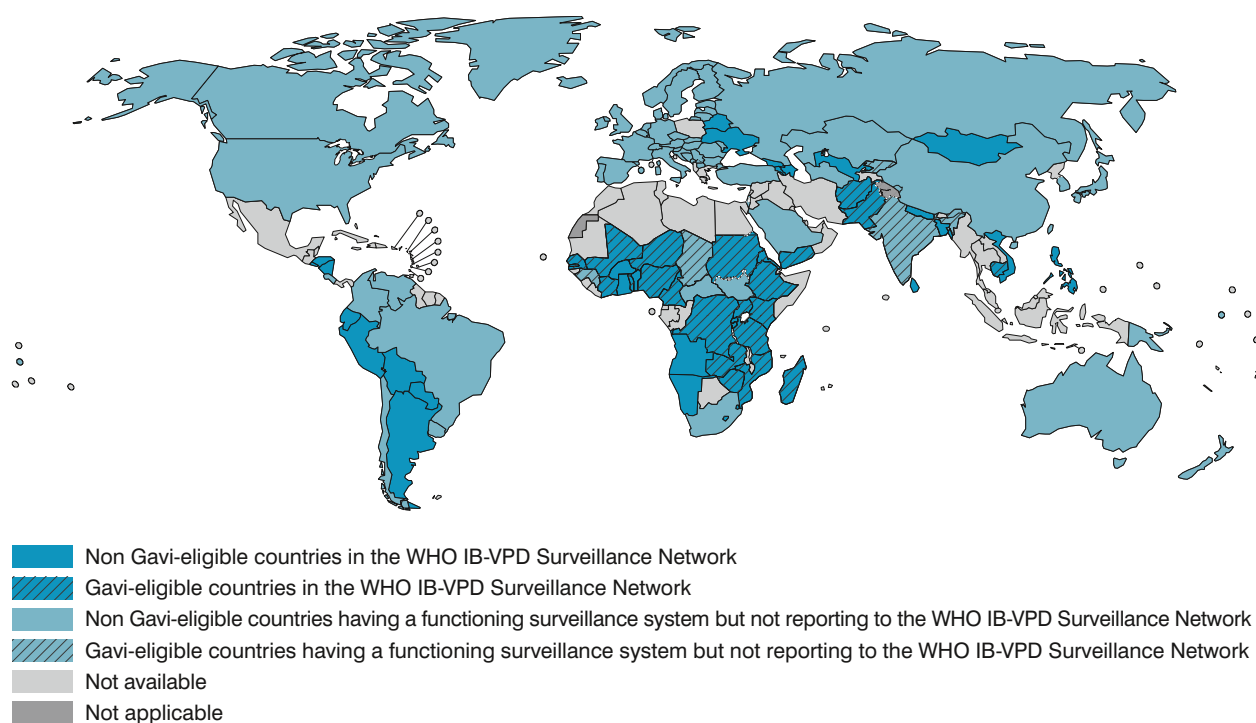 Non Gavi-eligible countries in the WHO IB-VPD Surveillance Network
Gavi-eligible countries in the WHO IB-VPD Surveillance Network
Non Gavi-eligible countries having a functioning surveillance system but not reporting to the WHO IB-VPD Surveillance Network
Gavi-eligible countries having a functioning surveillance system but not reporting to the WHO IB-VPD Surveillance Network
Not available
Not applicable